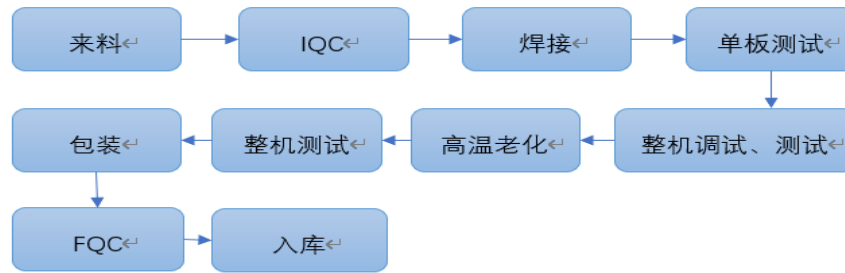 来料
IQC
焊接
单板测试
整机调试、测试
高温老化
整机测试
包装
FQC
入库